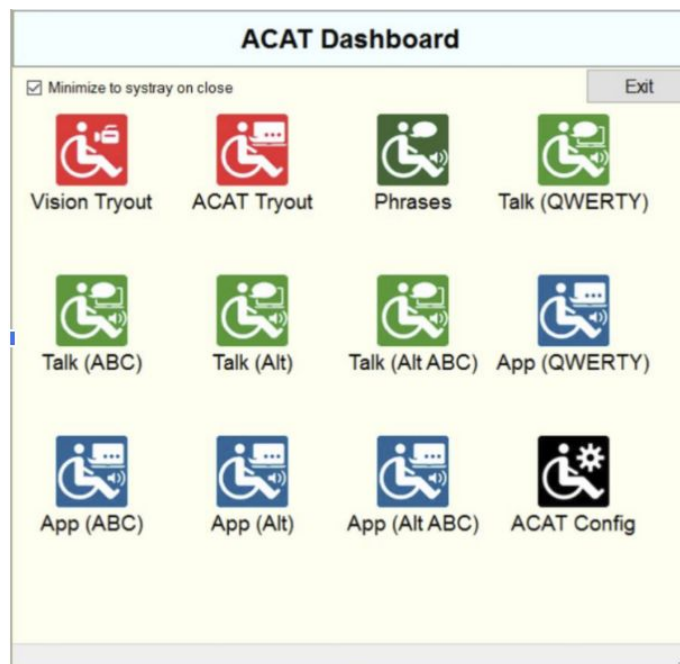 ACAT Dashboard
Minimize to systray on close
Exit
Vision Tryout
ACAT Tryout
Phrases
Talk (QWERTY)
Talk (ABC)
Talk (Alt)
Talk (Alt ABC)
App (QWERTY)
App (ABC)
App (Alt)
App (Alt ABC)
ACAT Config